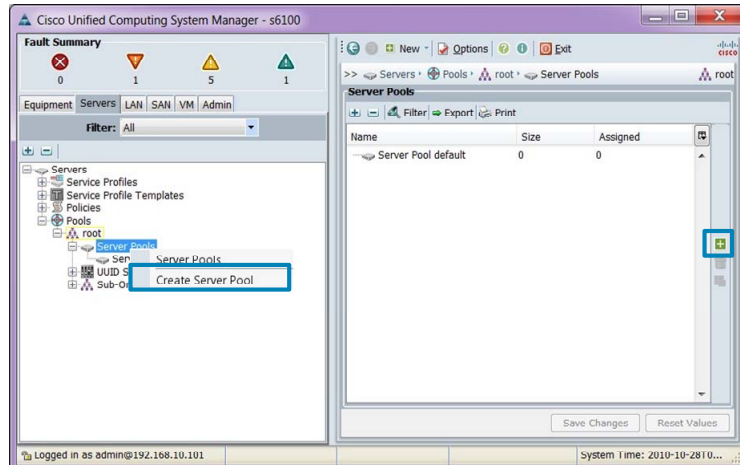 Cisco Unified Computing System Manager - s6100
Fault Summary
0 1 5 1
Equipment Servers LAN SAN VM Admin
Filter: All
Servers
Service Profiles
Service Profile Templates
Policies
Pools
root
Server Pools
Ser
UUID S
Sub-Or
Server Pools
Create Server Pool
New Options Exit
cisco
>> Servers Pools root Server Pools root
Server Pools
Filter Export Print
Name Size Assigned
Server Pool default 0 0
Save Changes Reset Values
Logged in as admin@192.168.10.101 System Time: 2010-10-28T0...